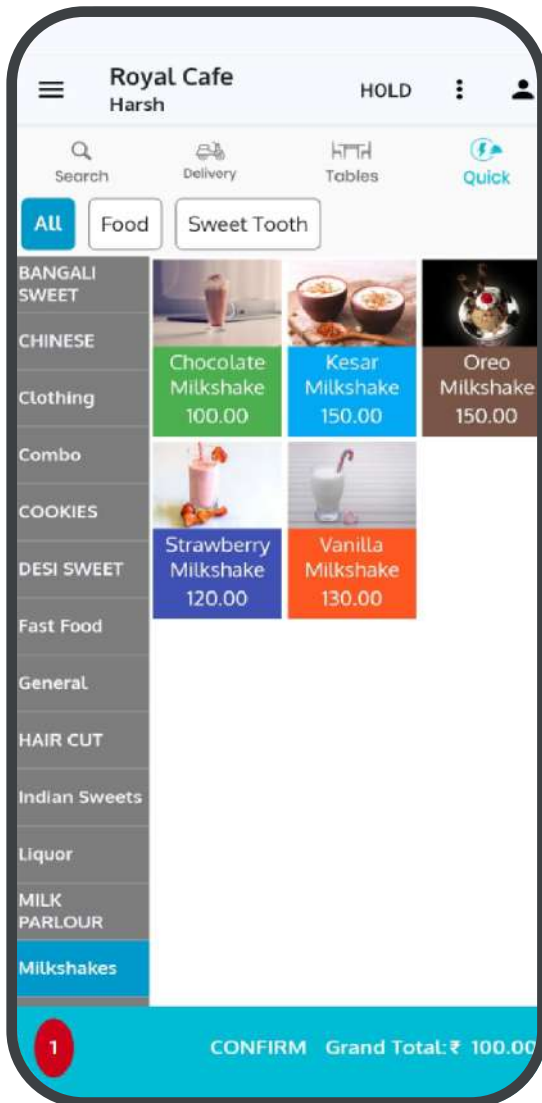 Royal Cafe
Harsh
HOLD
Search
Delivery
Tables
Quick
All
Food
Sweet Tooth
BANGALI
SWEET
CHINESE
Clothing
Combo
COOKIES
DESI SWEET
Fast Food
General
HAIR CUT
Indian Sweets
Liquor
MILK
PARLOUR
Milkshakes
Chocolate
Milkshake
100.00
Kesar
Milkshake
150.00
Oreo
Milkshake
150.00
Strawberry
Milkshake
120.00
Vanilla
Milkshake
130.00
1
CONFIRM Grand Total:₹ 100.00